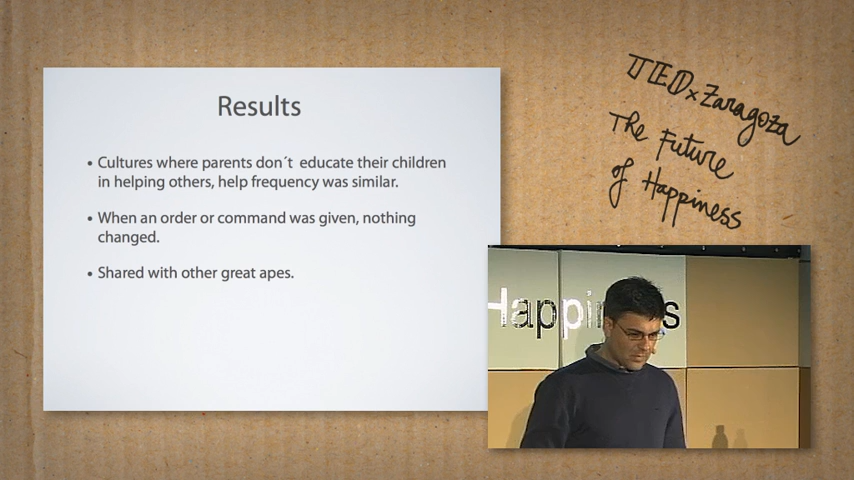 Results
• Cultures where parents don´t educate their children
in helping others, help frequency was similar.
• When an order or command was given, nothing
changed.
• Shared with other great apes.
TEDxZaragoza
The Future
of Happiness
Happiness